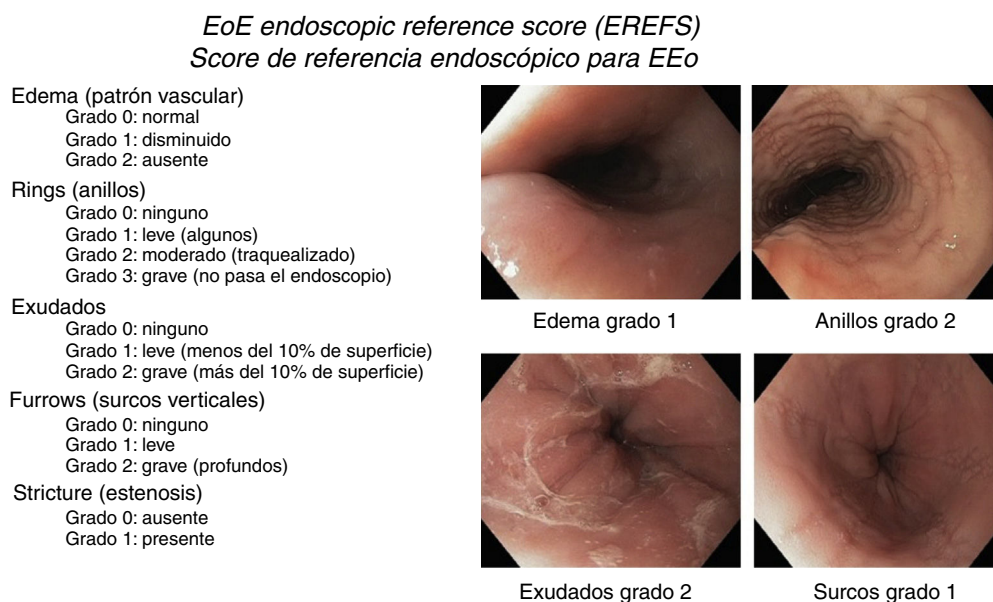 EoE endoscopic reference score (EREFS)
Score de referencia endoscópico para EEo
Edema (patrón vascular)
Grado 0: normal
Grado 1: disminuido
Grado 2: ausente
Rings (anillos)
Grado 0: ninguno
Grado 1: leve (algunos)
Grado 2: moderado (traquealizado)
Grado 3: grave (no pasa el endoscopio)
Exudados
Grado 0: ninguno
Grado 1: leve (menos del 10% de superficie)
Grado 2: grave (más del 10% de superficie)
Furrows (surcos verticales)
Grado 0: ninguno
Grado 1: leve
Grado 2: grave (profundos)
Stricture (estenosis)
Grado 0: ausente
Grado 1: presente
Edema grado 1
Anillos grado 2
Exudados grado 2
Surcos grado 1